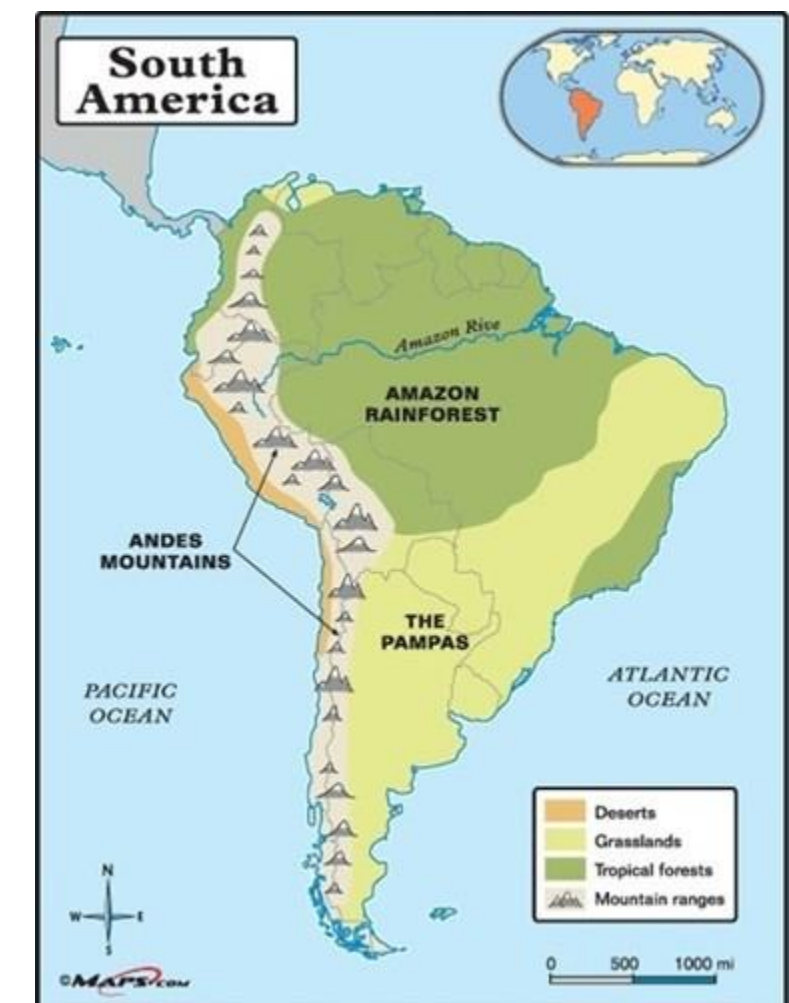 South
America
Amazon Rive
AMAZON
RAINFOREST
ANDES
MOUNTAINS
THE
PAMPAS
PACIFIC
OCEAN
ATLANTIC
OCEAN
Deserts
Grasslands
Tropical forests
Mountain ranges
N
W E
S
0 500 1000 mi
©MAPS.COM